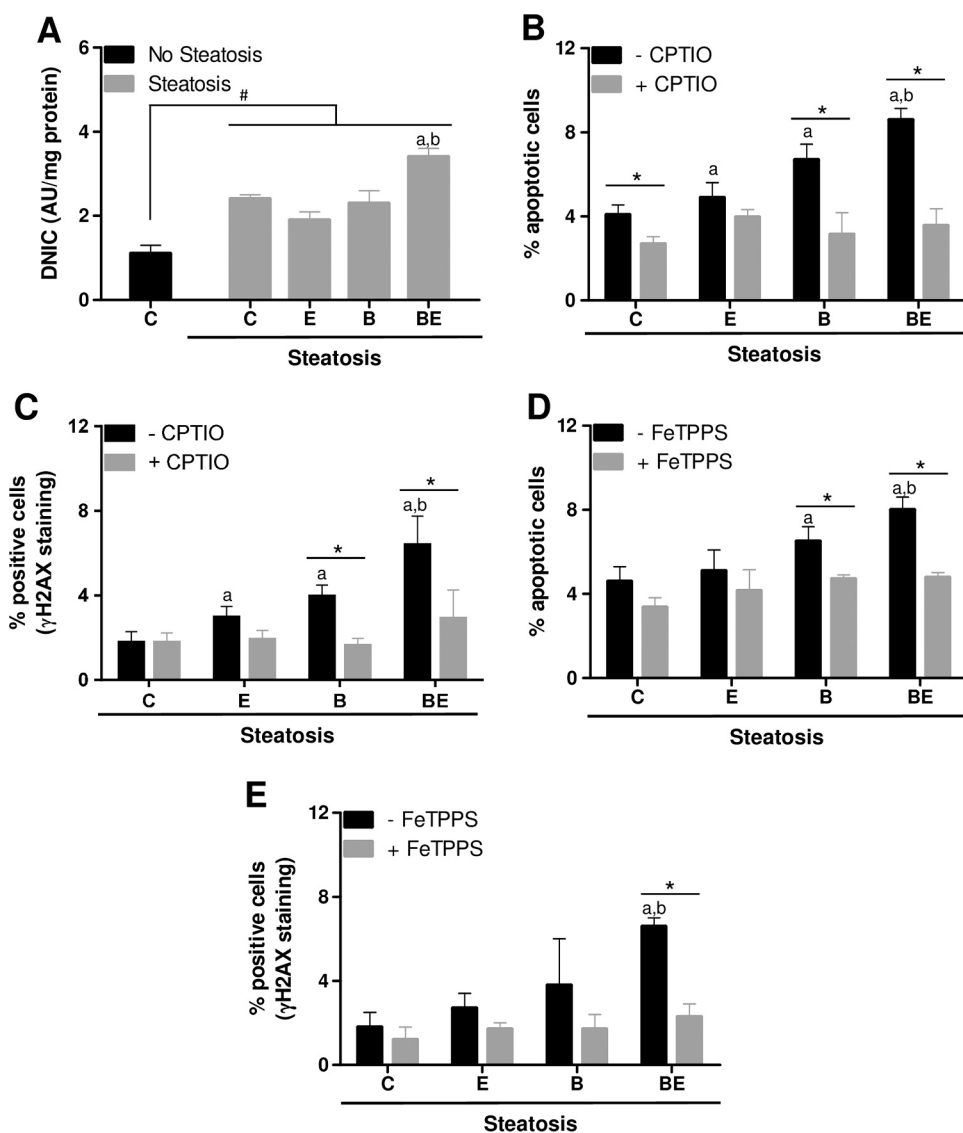 A
No Steatosis
Steatosis
#
a,b
DNIC (AU/mg protein)
6
4
2
0
C
C
E
B
BE
Steatosis
B
- CPTIO
+ CPTIO
*
a
*
a
*
a,b
% apoptotic cells
12
8
4
0
C
E
B
BE
Steatosis
C
- CPTIO
+ CPTIO
a
*
a
*
a,b
% positive cells
(γH2AX staining)
12
8
4
0
C
E
B
BE
Steatosis
D
- FeTPPS
+ FeTPPS
*
a
*
a,b
% apoptotic cells
12
8
4
0
C
E
B
BE
Steatosis
E
- FeTPPS
+ FeTPPS
*
a,b
% positive cells
(γH2AX staining)
12
8
4
0
C
E
B
BE
Steatosis